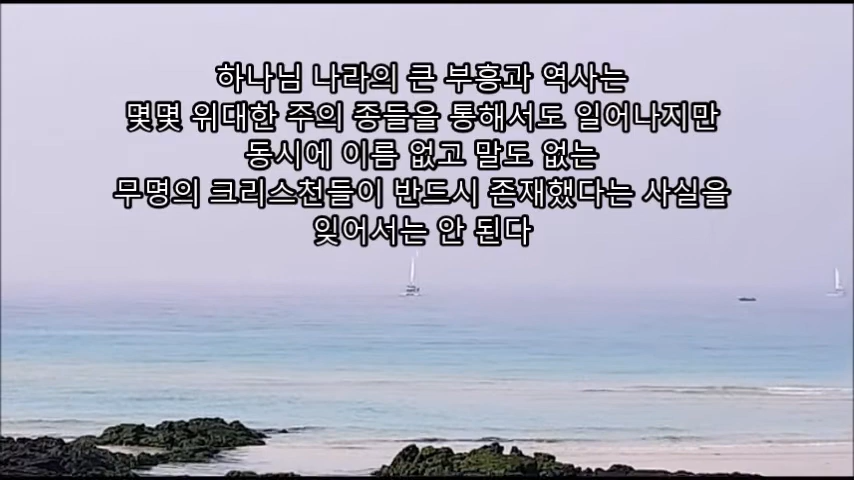 하나님 나라의 큰 부흥과 역사는
몇몇 위대한 주의 종들을 통해서도 일어나지만
동시에 이름 없고 말도 없는
무명의 크리스천들이 반드시 존재했다는 사실을
잊어서는 안 된다